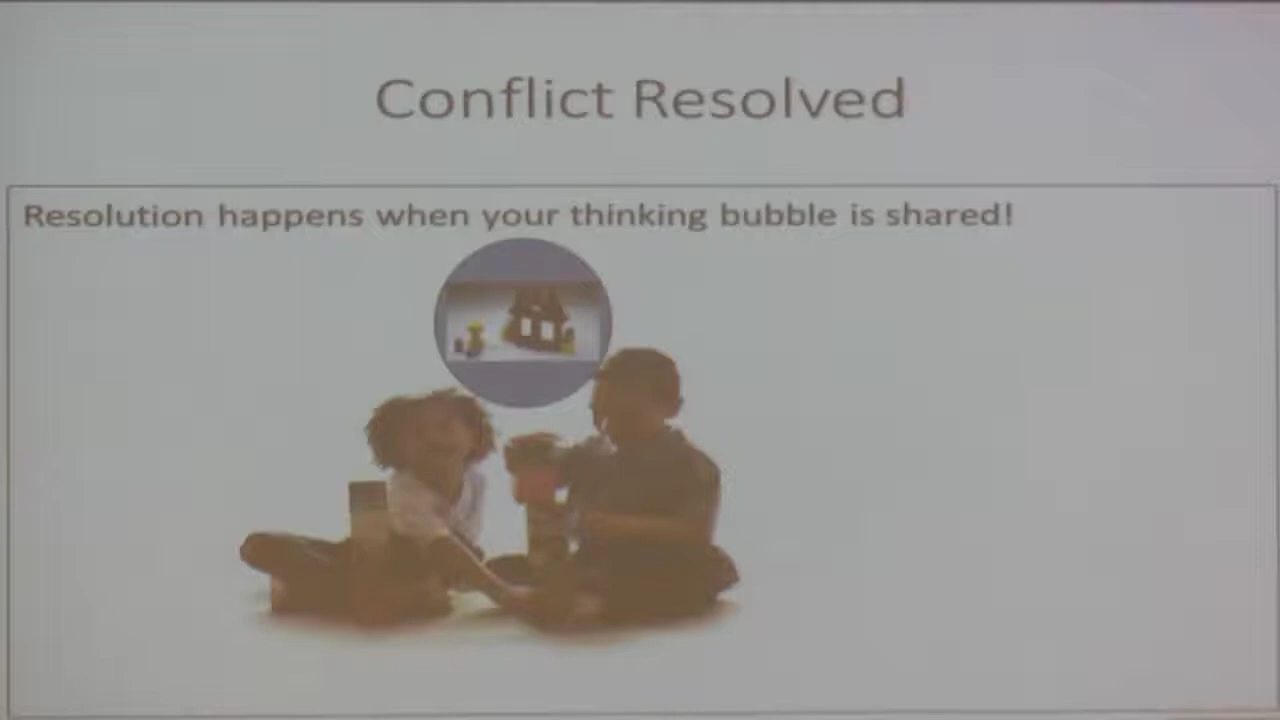 Conflict Resolved
Resolution happens when your thinking bubble is shared!